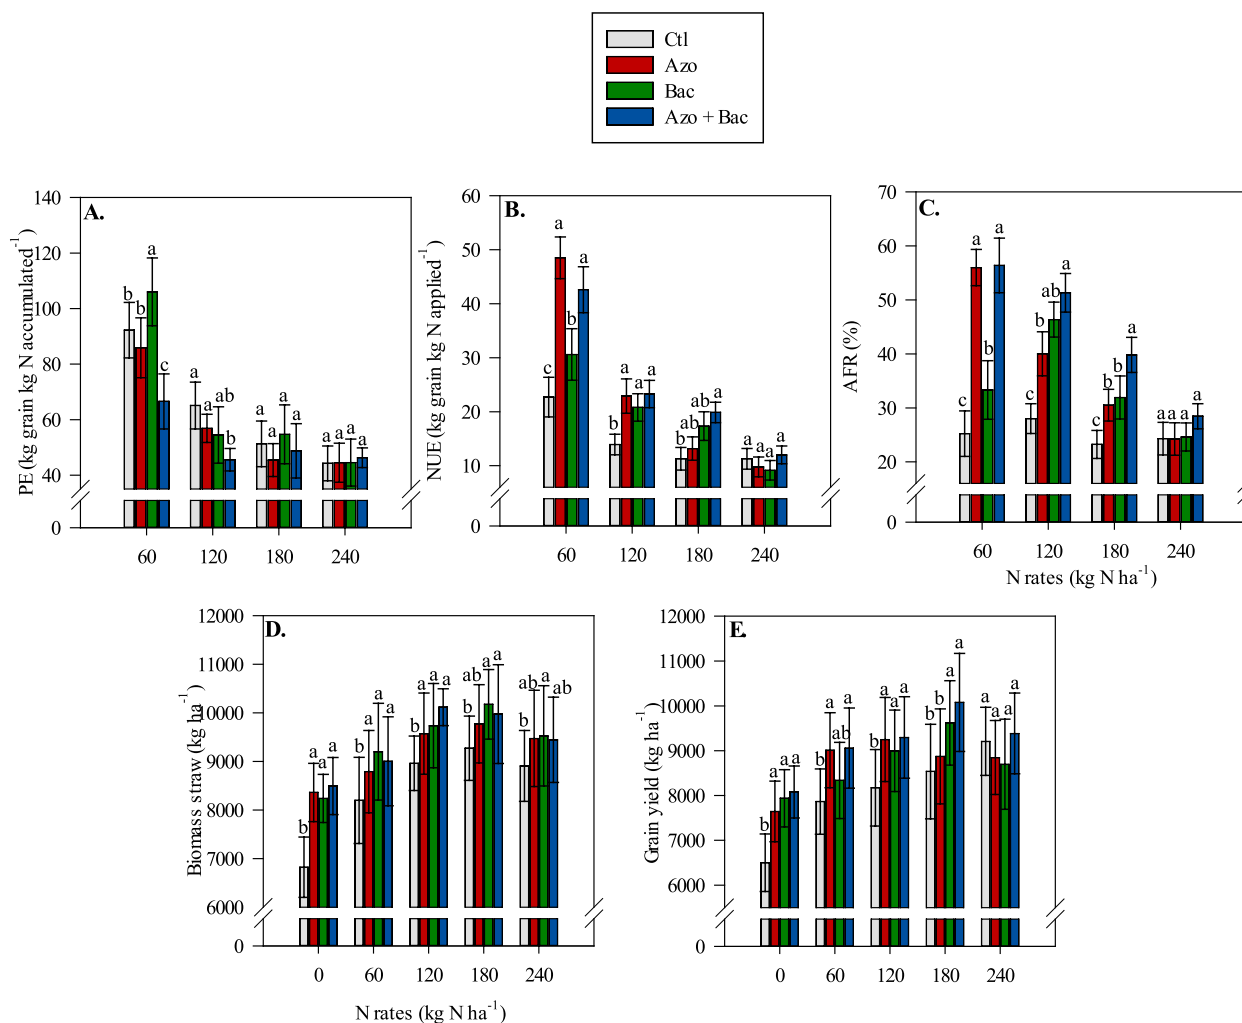 Ctl
Azo
Bac
Azo + Bac
A.
PE (kg grain kg N accumulated⁻¹)
140
120
100
80
60
40
0
b b a c
a a ab b
a a a a
a a a a
60 120 180 240
B.
NUE (kg grain kg N applied⁻¹)
60
50
40
30
20
10
0
c a b a
b a a a
b b ab a
a a a a
60 120 180 240
C.
AFR (%)
70
60
50
40
30
20
0
c a b a
c b ab a
c b b a
a a a a
60 120 180 240
N rates (kg N ha⁻¹)
D.
Biomass straw (kg ha⁻¹)
12000
11000
10000
9000
8000
7000
6000
0
b a a a
b a a a
b a a a
b a a a
b ab a ab
0 60 120 180 240
N rates (kg N ha⁻¹)
E.
Grain yield (kg ha⁻¹)
12000
11000
10000
9000
8000
7000
6000
0
b a a a
b a ab a
b a a a
b b a a
a a a a
0 60 120 180 240